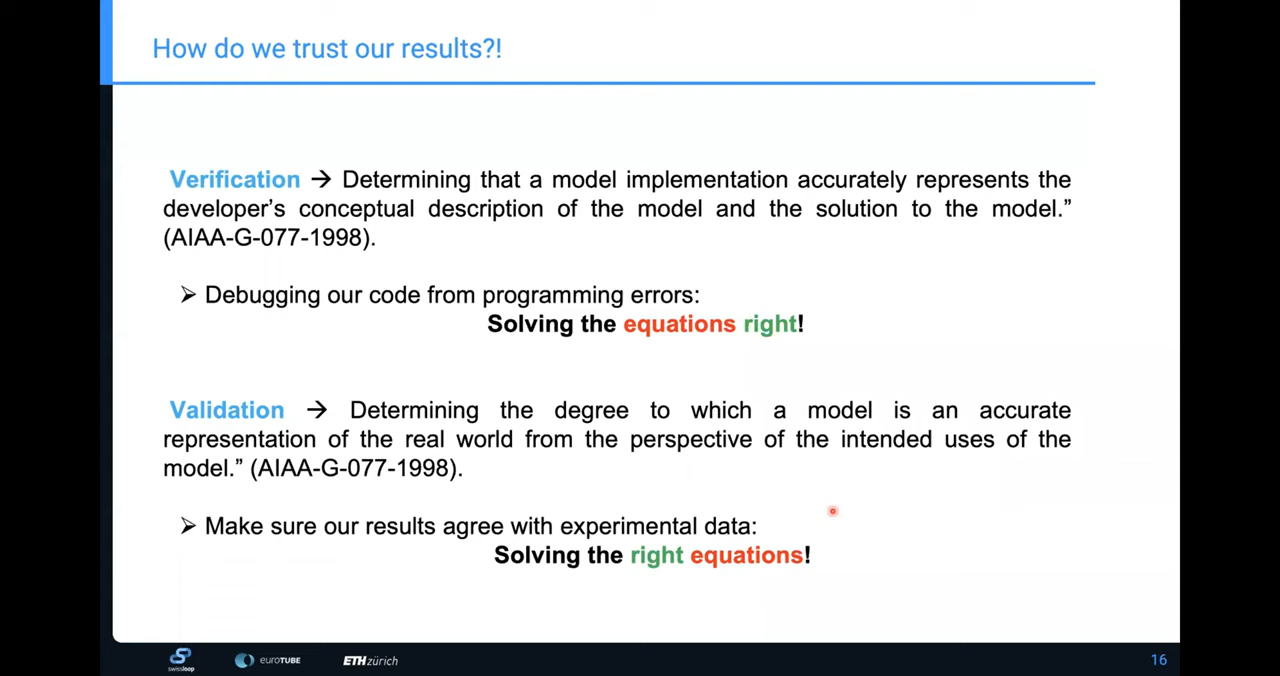 How do we trust our results?!
Verification → Determining that a model implementation accurately represents the
developer’s conceptual description of the model and the solution to the model.”
(AIAA-G-077-1998).
➢ Debugging our code from programming errors:
Solving the equations right!
Validation → Determining the degree to which a model is an accurate
representation of the real world from the perspective of the intended uses of the
model.” (AIAA-G-077-1998).
➢ Make sure our results agree with experimental data:
Solving the right equations!
swissloop
euroTUBE
ETH zürich
16